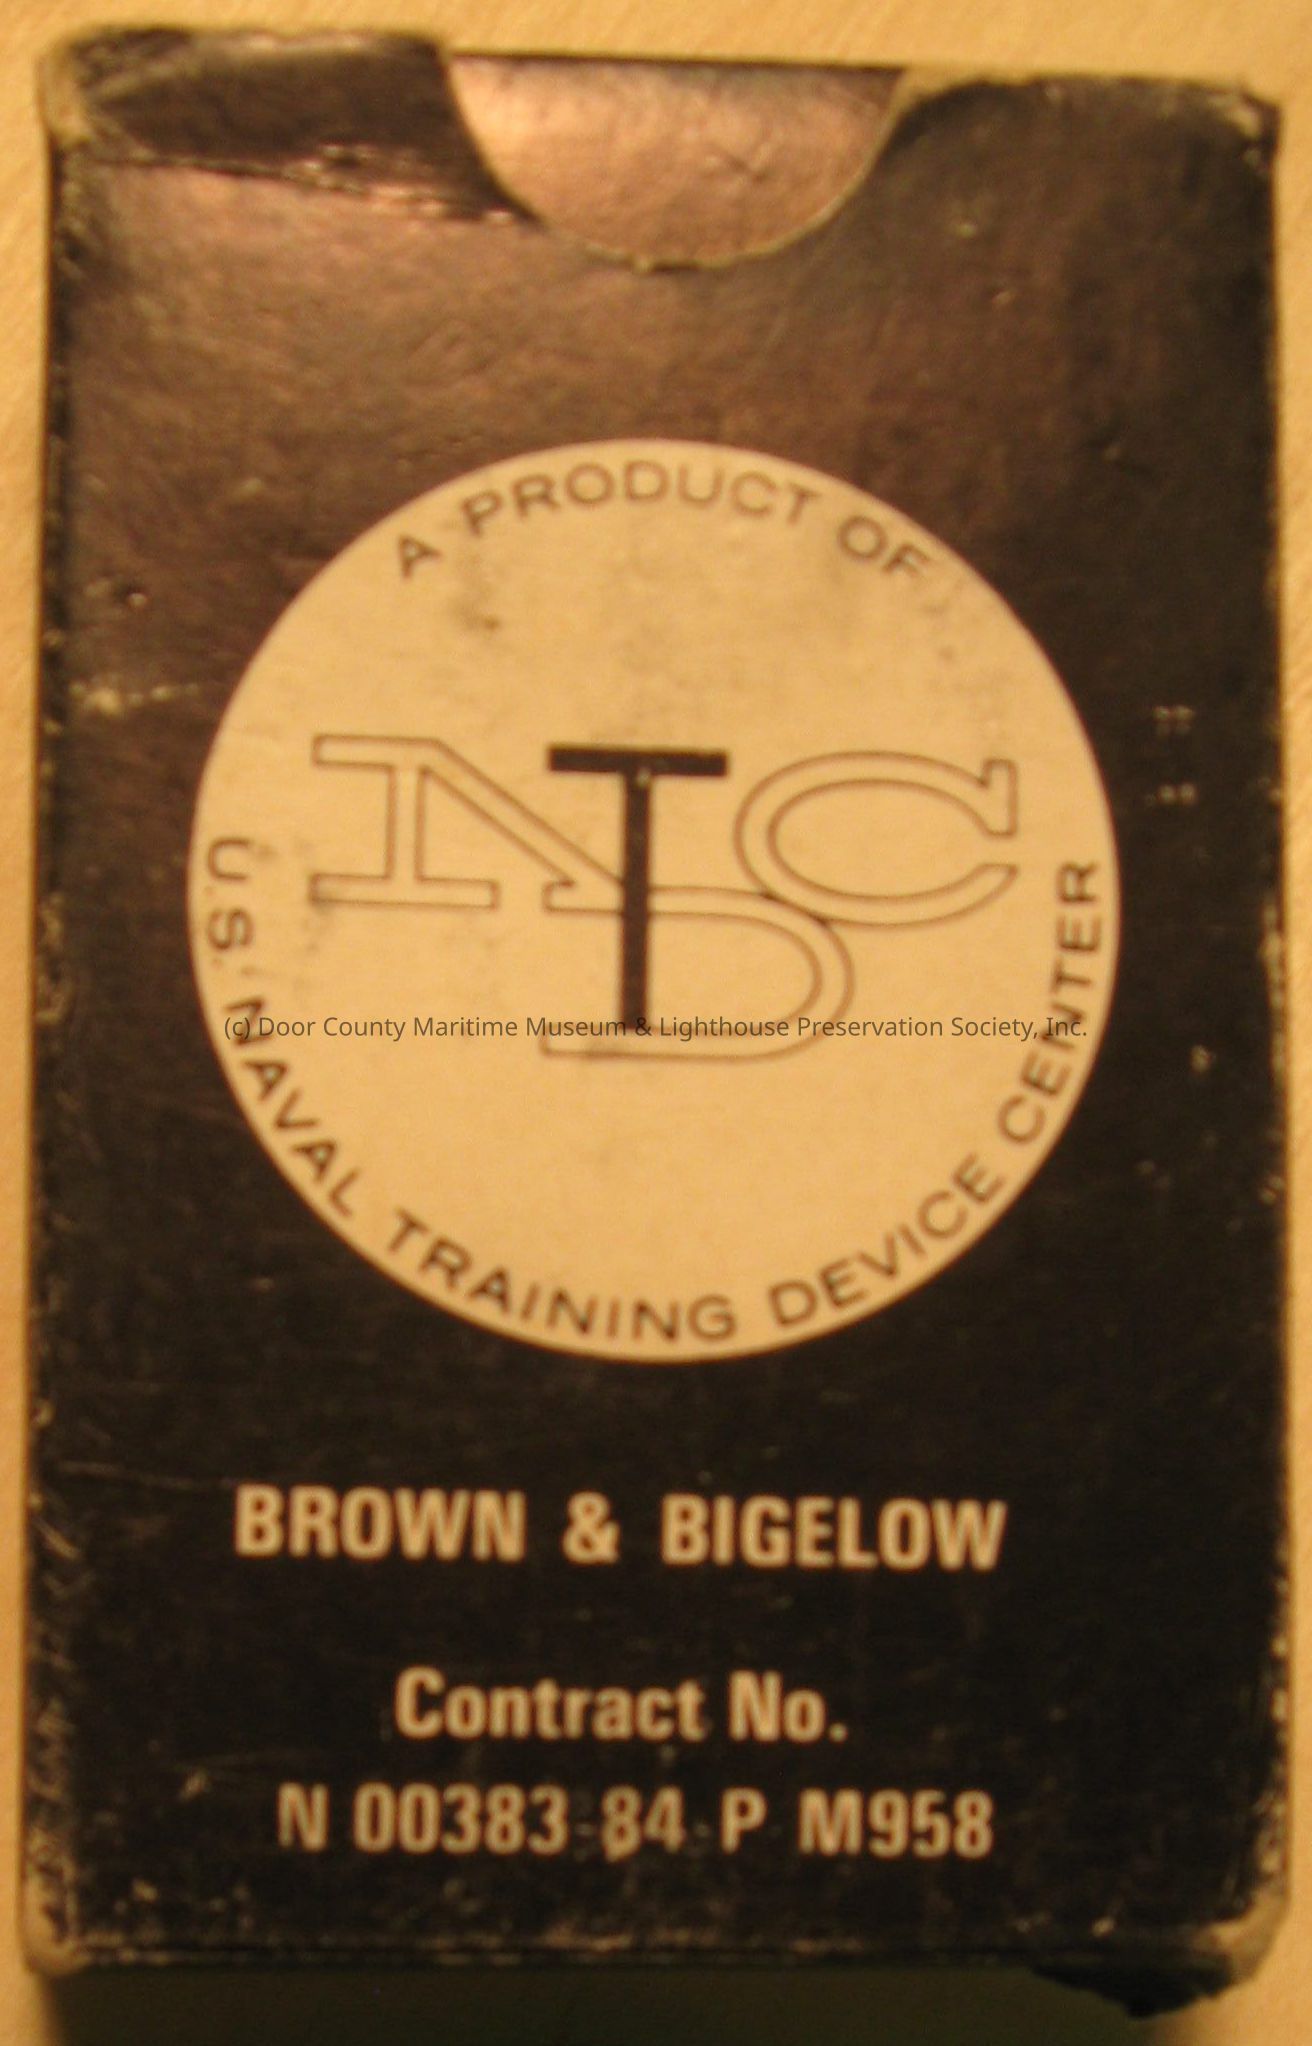 A PRODUCT OF
NTDC
U.S. NAVAL TRAINING DEVICE CENTER
(c) Door County Maritime Museum & Lighthouse Preservation Society, Inc.
BROWN & BIGELOW
Contract No.
N 00383-84-P M958